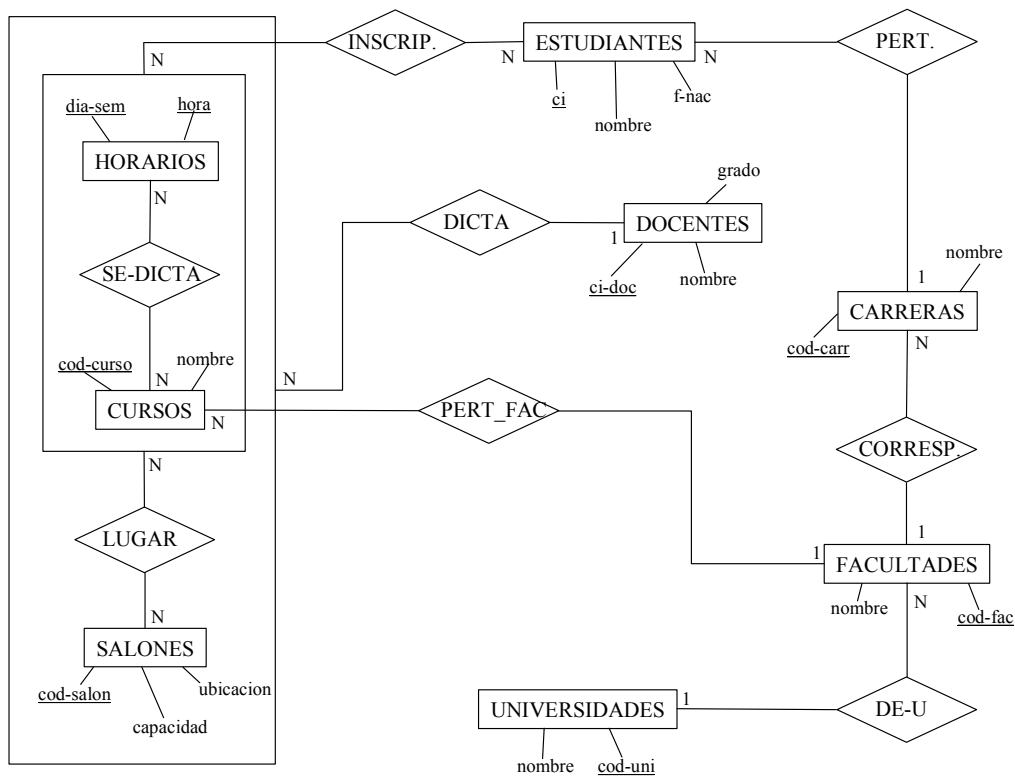 INSCRIP.
N
N
ESTUDIANTES
N
PERT.
ci
nombre
f-nac
dia-sem
hora
HORARIOS
N
SE-DICTA
cod-curso
nombre
N
CURSOS
N
DICTA
N
1
grado
DOCENTES
ci-doc
nombre
1
nombre
CARRERAS
cod-carr
N
PERT_FAC
CORRESP.
1
1
FACULTADES
nombre
N
cod-fac
N
LUGAR
N
SALONES
cod-salon
ubicacion
capacidad
UNIVERSIDADES
1
DE-U
nombre
cod-uni